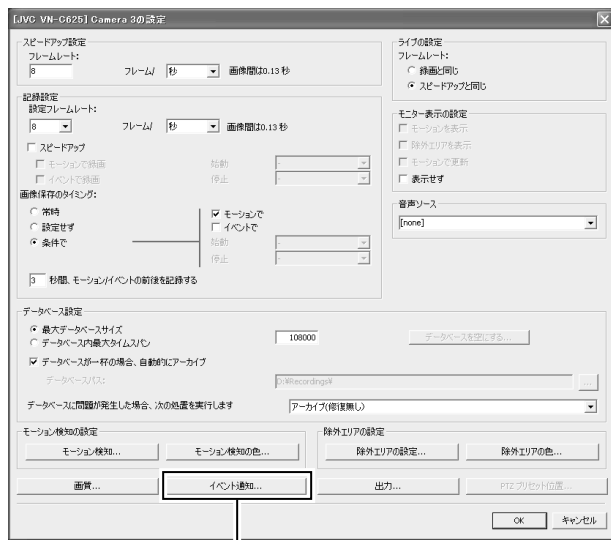 [JVC VN-C625] Camera 3の設定
スピードアップ設定
フレームレート:
8 フレーム/ 秒 画像間は0.13 秒
記録設定
設定フレームレート:
8 フレーム/ 秒 画像間は0.13 秒
スピードアップ
モーションで録画 始動 -
イベントで録画 停止 -
画像保存のタイミング:
常時
設定せず
条件で
モーションで
イベントで
始動 -
停止 -
3 秒間、モーション/イベントの前後を記録する
ライブの設定
フレームレート:
録画と同じ
スピードアップと同じ
モニター表示の設定
モーションを表示
除外エリアを表示
モーションで更新
表示せず
音声ソース
[none]
データベース設定
最大データベースサイズ 108000 データベースを空にする...
データベース内最大タイムスパン
データベースが一杯の場合、自動的にアーカイブ
データベースパス: D:¥Recordings¥ ...
データベースに問題が発生した場合、次の処置を実行します アーカイブ(修復無し)
モーション検知の設定
モーション検知... モーション検知の色...
除外エリアの設定
除外エリアの設定... 除外エリアの色...
画質... イベント通知... 出力... PTZ プリセット位置...
OK キャンセル